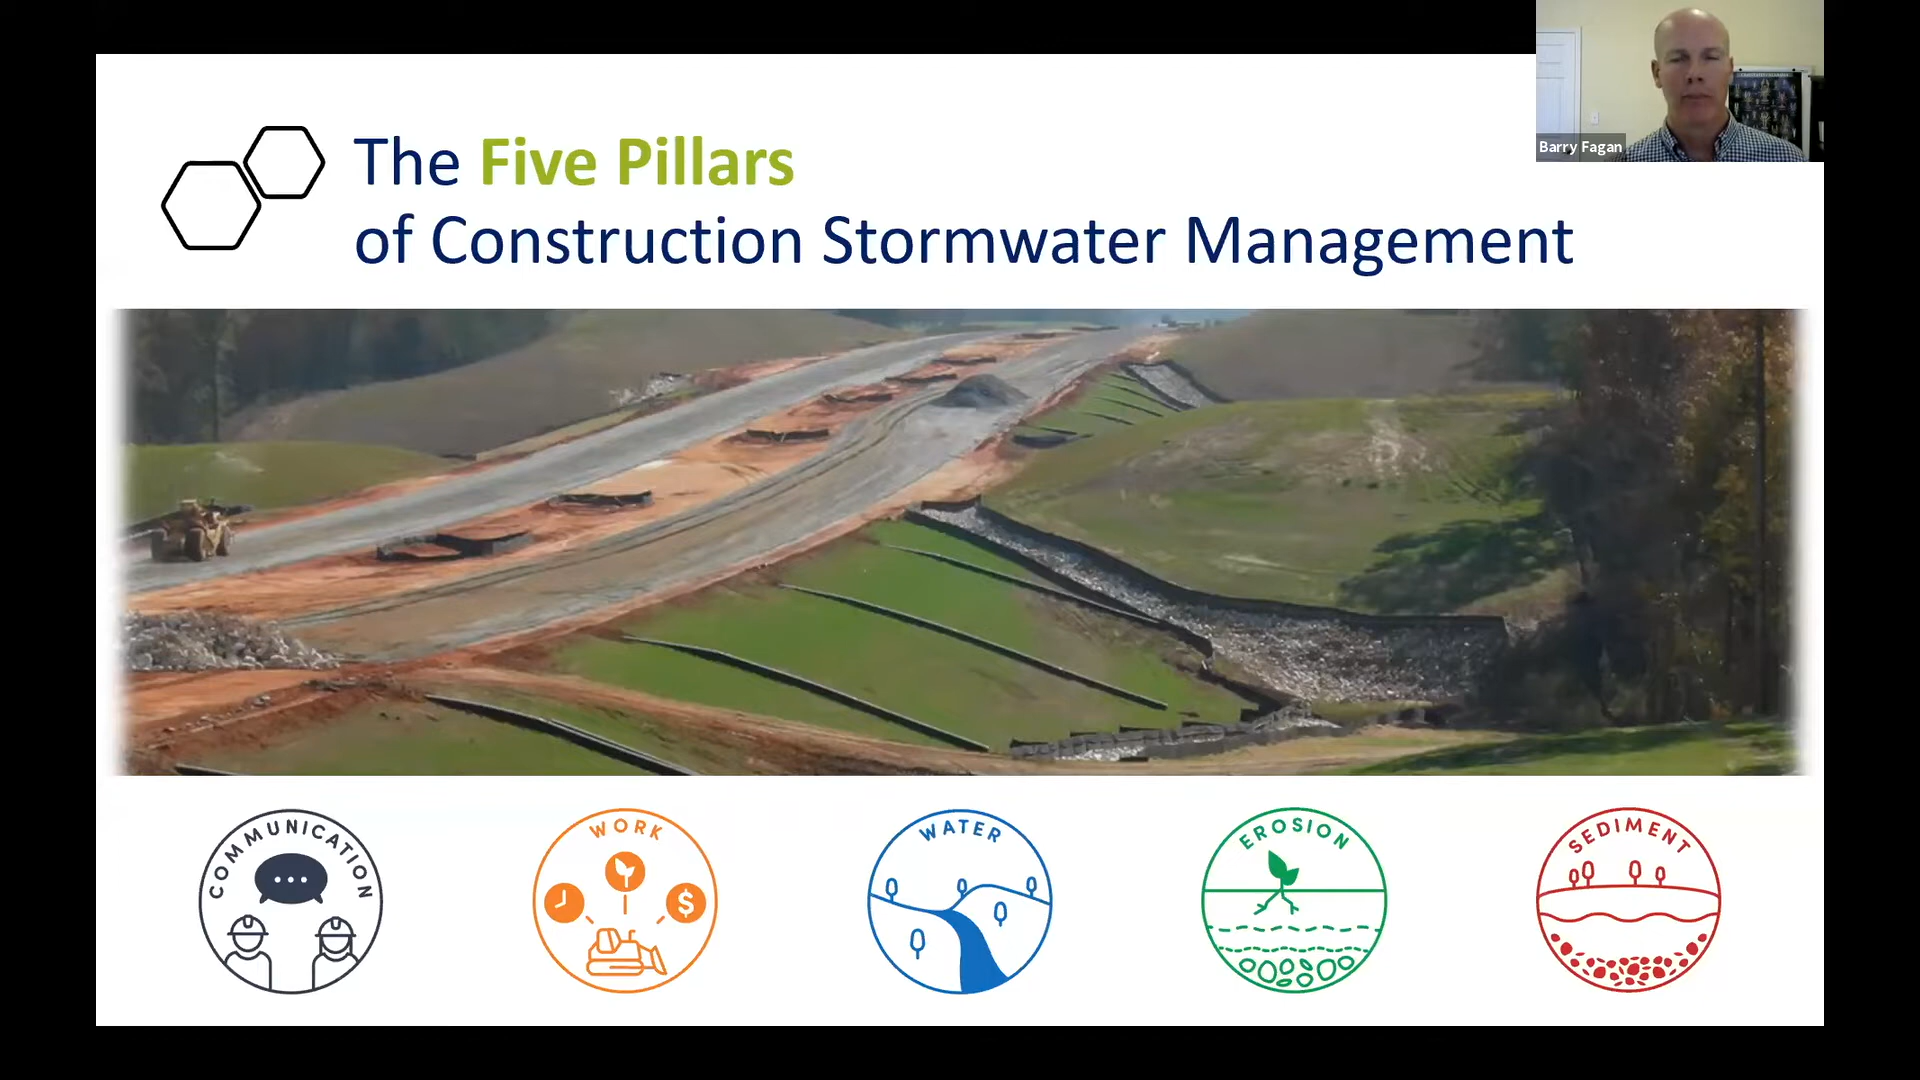 The Five Pillars
of Construction Stormwater Management
Barry Fagan
COMMUNICATION
WORK
$
WATER
EROSION
SEDIMENT